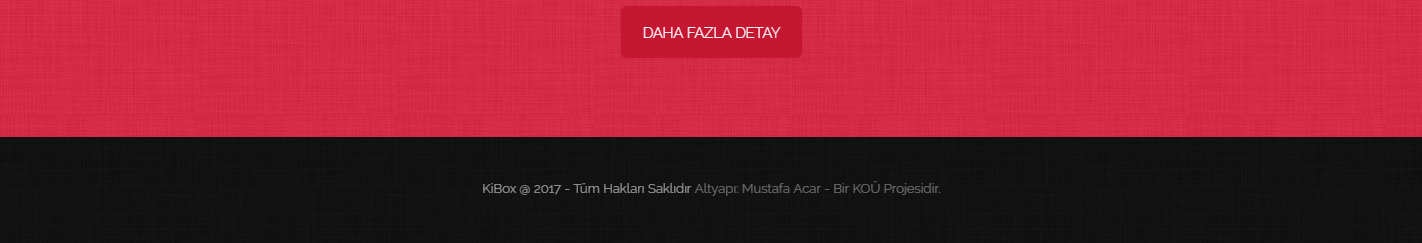 DAHA FAZLA DETAY
KiBox @ 2017 - Tüm Hakları Saklıdır Altyapı: Mustafa Acar - Bir KOÜ Projesidir.